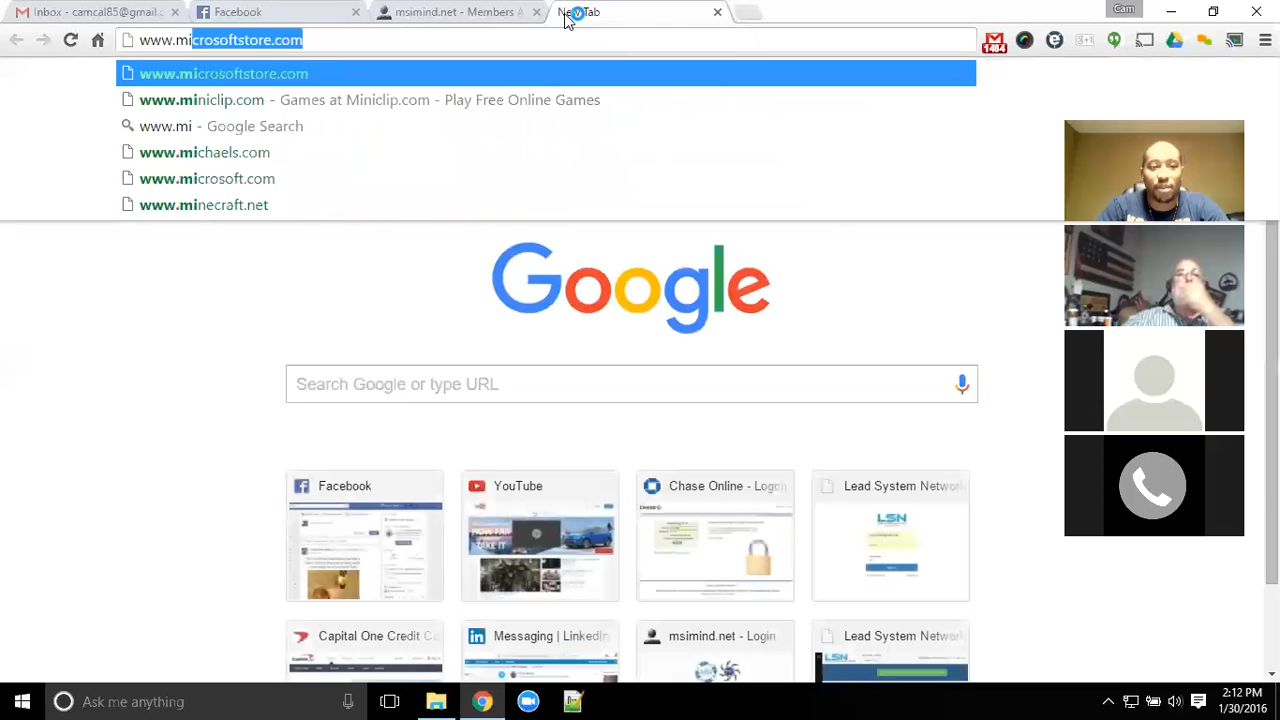 Inbox - camcal85@gmail.c
Facebook
msimind.net - Members A
Tab
Cam
www.microsoftstore.com
1484
www.microsoftstore.com
www.miniclip.com - Games at Miniclip.com - Play Free Online Games
www.mi - Google Search
www.michaels.com
www.microsoft.com
www.minecraft.net
Google
Search Google or type URL
Facebook
YouTube
Chase Online - Logon
Lead System Network
LSN
Capital One Credit C
Messaging | LinkedIn
msimind.net - Login
Lead System Network
Ask me anything
2:12 PM
1/30/2016